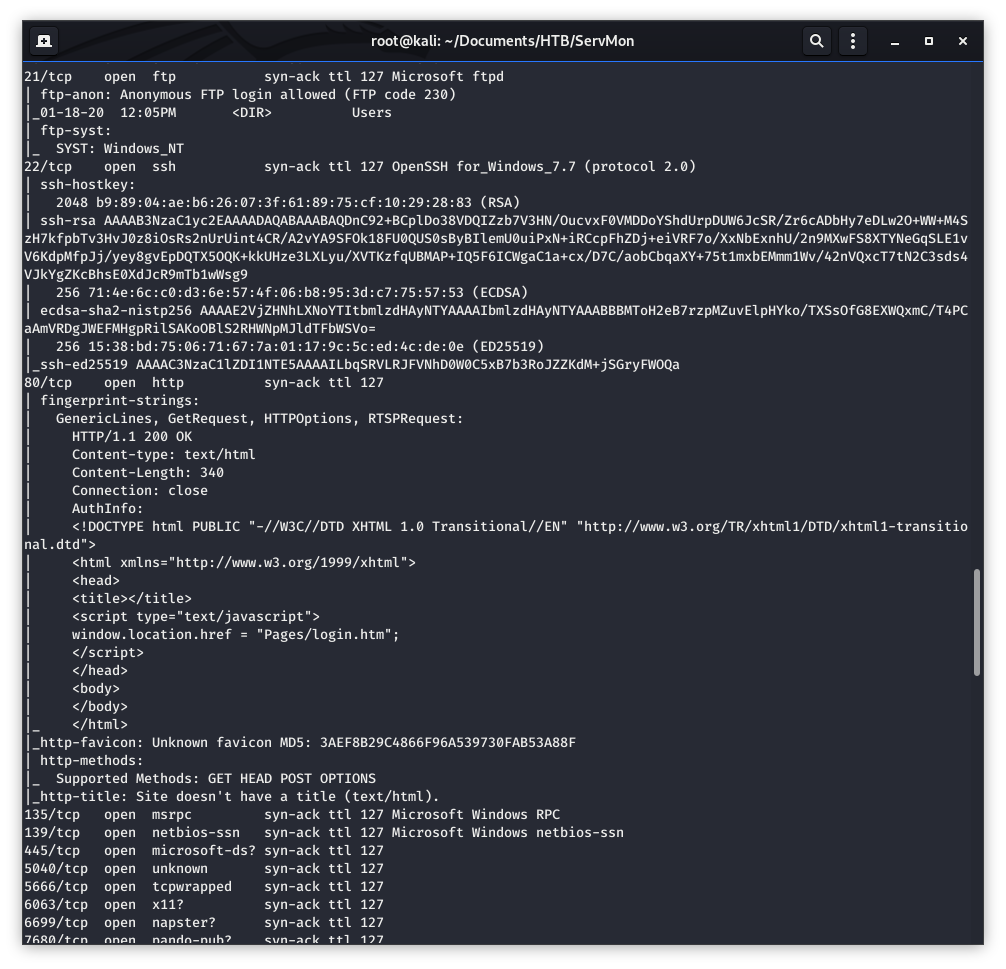 root@kali: ~/Documents/HTB/ServMon
21/tcp    open  ftp           syn-ack ttl 127 Microsoft ftpd
| ftp-anon: Anonymous FTP login allowed (FTP code 230)
|_01-18-20  12:05PM       <DIR>          Users
| ftp-syst:
|_  SYST: Windows_NT
22/tcp    open  ssh           syn-ack ttl 127 OpenSSH for_Windows_7.7 (protocol 2.0)
| ssh-hostkey:
|   2048 b9:89:04:ae:b6:26:07:3f:61:89:75:cf:10:29:28:83 (RSA)
| ssh-rsa AAAAB3NzaC1yc2EAAAADAQABAAABAQDnC92+BCplDo38VDQIZzb7V3HN/OucvxF0VMDDoYShdUrpDUW6JcSR/Zr6cADbHy7eDLw2O+WW+M4S
zH7kfpbTv3HvJ0z8iOsRs2nUrUint4CR/A2vYA9SFOk18FU0QUS0sByBIlemU0uiPxN+iRCcpFhZDj+eiVRF7o/XxNbExnhU/2n9MXwFS8XTYNeGqSLE1v
V6KdpMfpJj/yey8gvEpDQTX5OQK+kkUHze3LXLyu/XVTKzfqUBMAP+IQ5F6ICWgaC1a+cx/D7C/aobCbqaXY+75t1mxbEMmm1Wv/42nVQxcT7tN2C3sds4
VJkYgZKcBhsE0XdJcR9mTb1wWsg9
|   256 71:4e:6c:c0:d3:6e:57:4f:06:b8:95:3d:c7:75:57:53 (ECDSA)
| ecdsa-sha2-nistp256 AAAAE2VjZHNhLXNoYTItbmlzdHAyNTYAAAAIbmlzdHAyNTYAAABBBMToH2eB7rzpMZuvElpHYko/TXSsOfG8EXWQxmC/T4PC
aAmVRDgJWEFMHgpRilSAKoOBlS2RHWNpMJldTFbWSVo=
|   256 15:38:bd:75:06:71:67:7a:01:17:9c:5c:ed:4c:de:0e (ED25519)
|_ssh-ed25519 AAAAC3NzaC1lZDI1NTE5AAAAILbqSRVLRJFVNhD0W0C5xB7b3RoJZZKdM+jSGryFWOQa
80/tcp    open  http          syn-ack ttl 127
| fingerprint-strings:
|   GenericLines, GetRequest, HTTPOptions, RTSPRequest:
|     HTTP/1.1 200 OK
|     Content-type: text/html
|     Content-Length: 340
|     Connection: close
|     AuthInfo:
|     <!DOCTYPE html PUBLIC "-//W3C//DTD XHTML 1.0 Transitional//EN" "http://www.w3.org/TR/xhtml1/DTD/xhtml1-transitio
nal.dtd">
|     <html xmlns="http://www.w3.org/1999/xhtml">
|     <head>
|     <title></title>
|     <script type="text/javascript">
|     window.location.href = "Pages/login.htm";
|     </script>
|     </head>
|     <body>
|     </body>
|_    </html>
|_http-favicon: Unknown favicon MD5: 3AEF8B29C4866F96A539730FAB53A88F
| http-methods:
|_  Supported Methods: GET HEAD POST OPTIONS
|_http-title: Site doesn't have a title (text/html).
135/tcp   open  msrpc         syn-ack ttl 127 Microsoft Windows RPC
139/tcp   open  netbios-ssn   syn-ack ttl 127 Microsoft Windows netbios-ssn
445/tcp   open  microsoft-ds? syn-ack ttl 127
5040/tcp  open  unknown       syn-ack ttl 127
5666/tcp  open  tcpwrapped    syn-ack ttl 127
6063/tcp  open  x11?          syn-ack ttl 127
6699/tcp  open  napster?      syn-ack ttl 127
7680/tcp  open  pando-pub?    syn-ack ttl 127